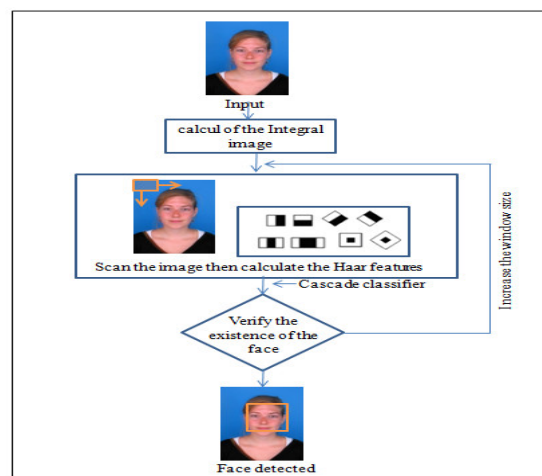 Input
calcul of the Integral
image
Scan the image then calculate the Haar features
Cascade classifier
Increase the window size
Verify the
existence of the
face
Face detected